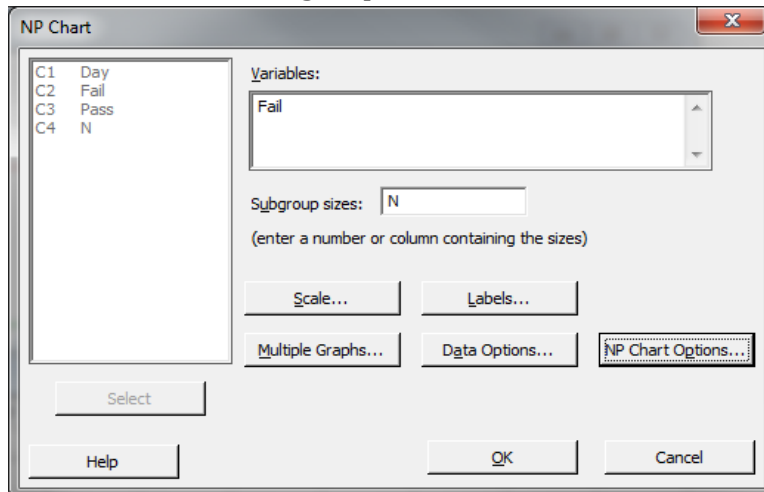 NP Chart
C1 Day
C2 Fail
C3 Pass
C4 N
Variables:
Fail
Subgroup sizes: N
(enter a number or column containing the sizes)
Scale... Labels...
Multiple Graphs... Data Options... NP Chart Options...
Select
Help OK Cancel